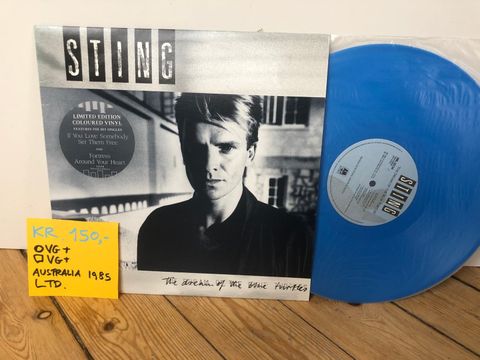 STING
LIMITED EDITION
COLOURED VINYL
FEATURES THE HIT SINGLES
If You Love Somebody
Set Them Free
Fortress
Around Your Heart
The dream of the blue turtles
KR 150,-
VG+
VG+
AUSTRALIA 1985
LTD.
STING